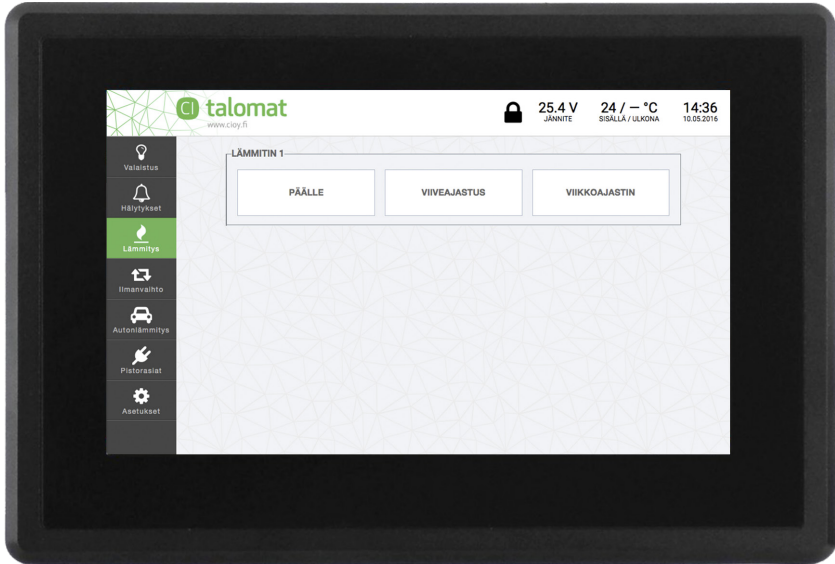 CI talomat
www.cioy.fi
25.4 V
JÄNNITE
24 / — °C
SISÄLLÄ / ULKONA
14:36
10.05.2016
Valaistus
Hälytykset
Lämmitys
Ilmanvaihto
Autonlämmitys
Pistorasiat
Asetukset
LÄMMITIN 1
PÄÄLLE
VIIVEAJASTUS
VIIKKOAJASTIN